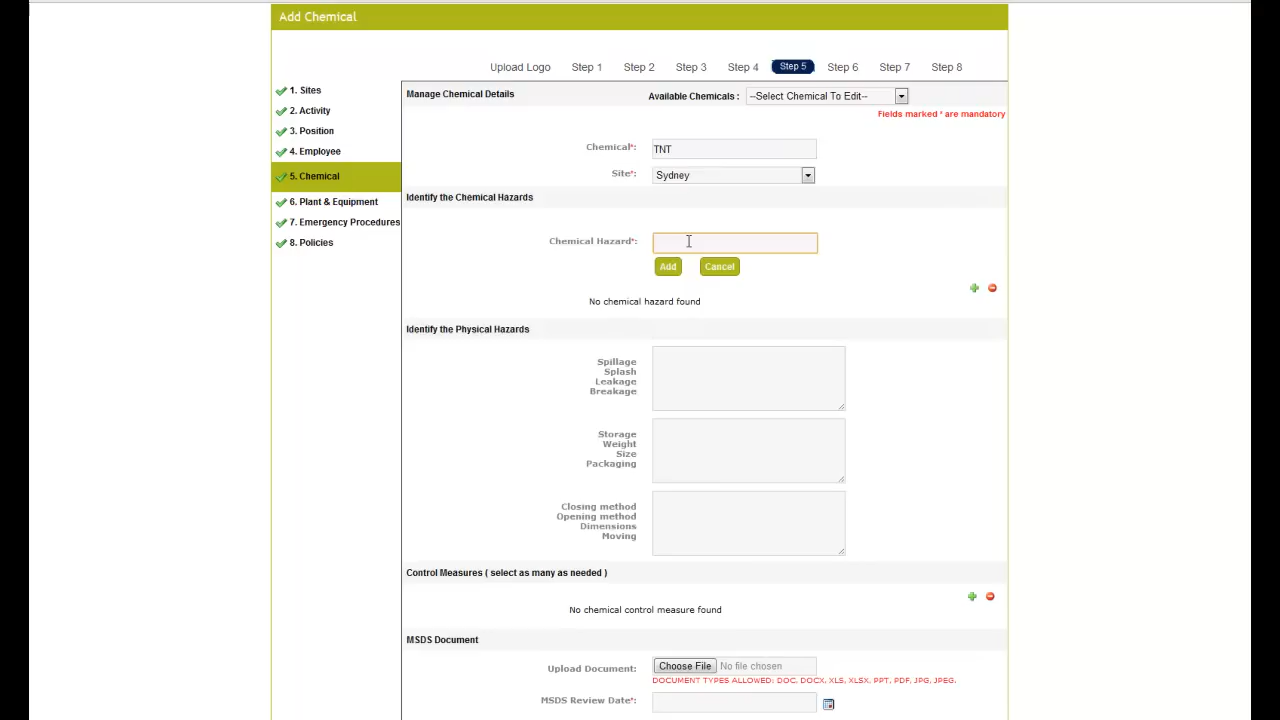 Add Chemical
Upload Logo Step 1 Step 2 Step 3 Step 4 Step 5 Step 6 Step 7 Step 8
1. Sites
2. Activity
3. Position
4. Employee
5. Chemical
6. Plant & Equipment
7. Emergency Procedures
8. Policies
Manage Chemical Details
Available Chemicals : --Select Chemical To Edit--
Fields marked * are mandatory
Chemical*: TNT
Site*: Sydney
Identify the Chemical Hazards
Chemical Hazard*:
Add Cancel
No chemical hazard found
Identify the Physical Hazards
Spillage
Splash
Leakage
Breakage
Storage
Weight
Size
Packaging
Closing method
Opening method
Dimensions
Moving
Control Measures ( select as many as needed )
No chemical control measure found
MSDS Document
Upload Document: Choose File No file chosen
DOCUMENT TYPES ALLOWED: DOC, DOCX, XLS, XLSX, PPT, PDF, JPG, JPEG.
MSDS Review Date*: